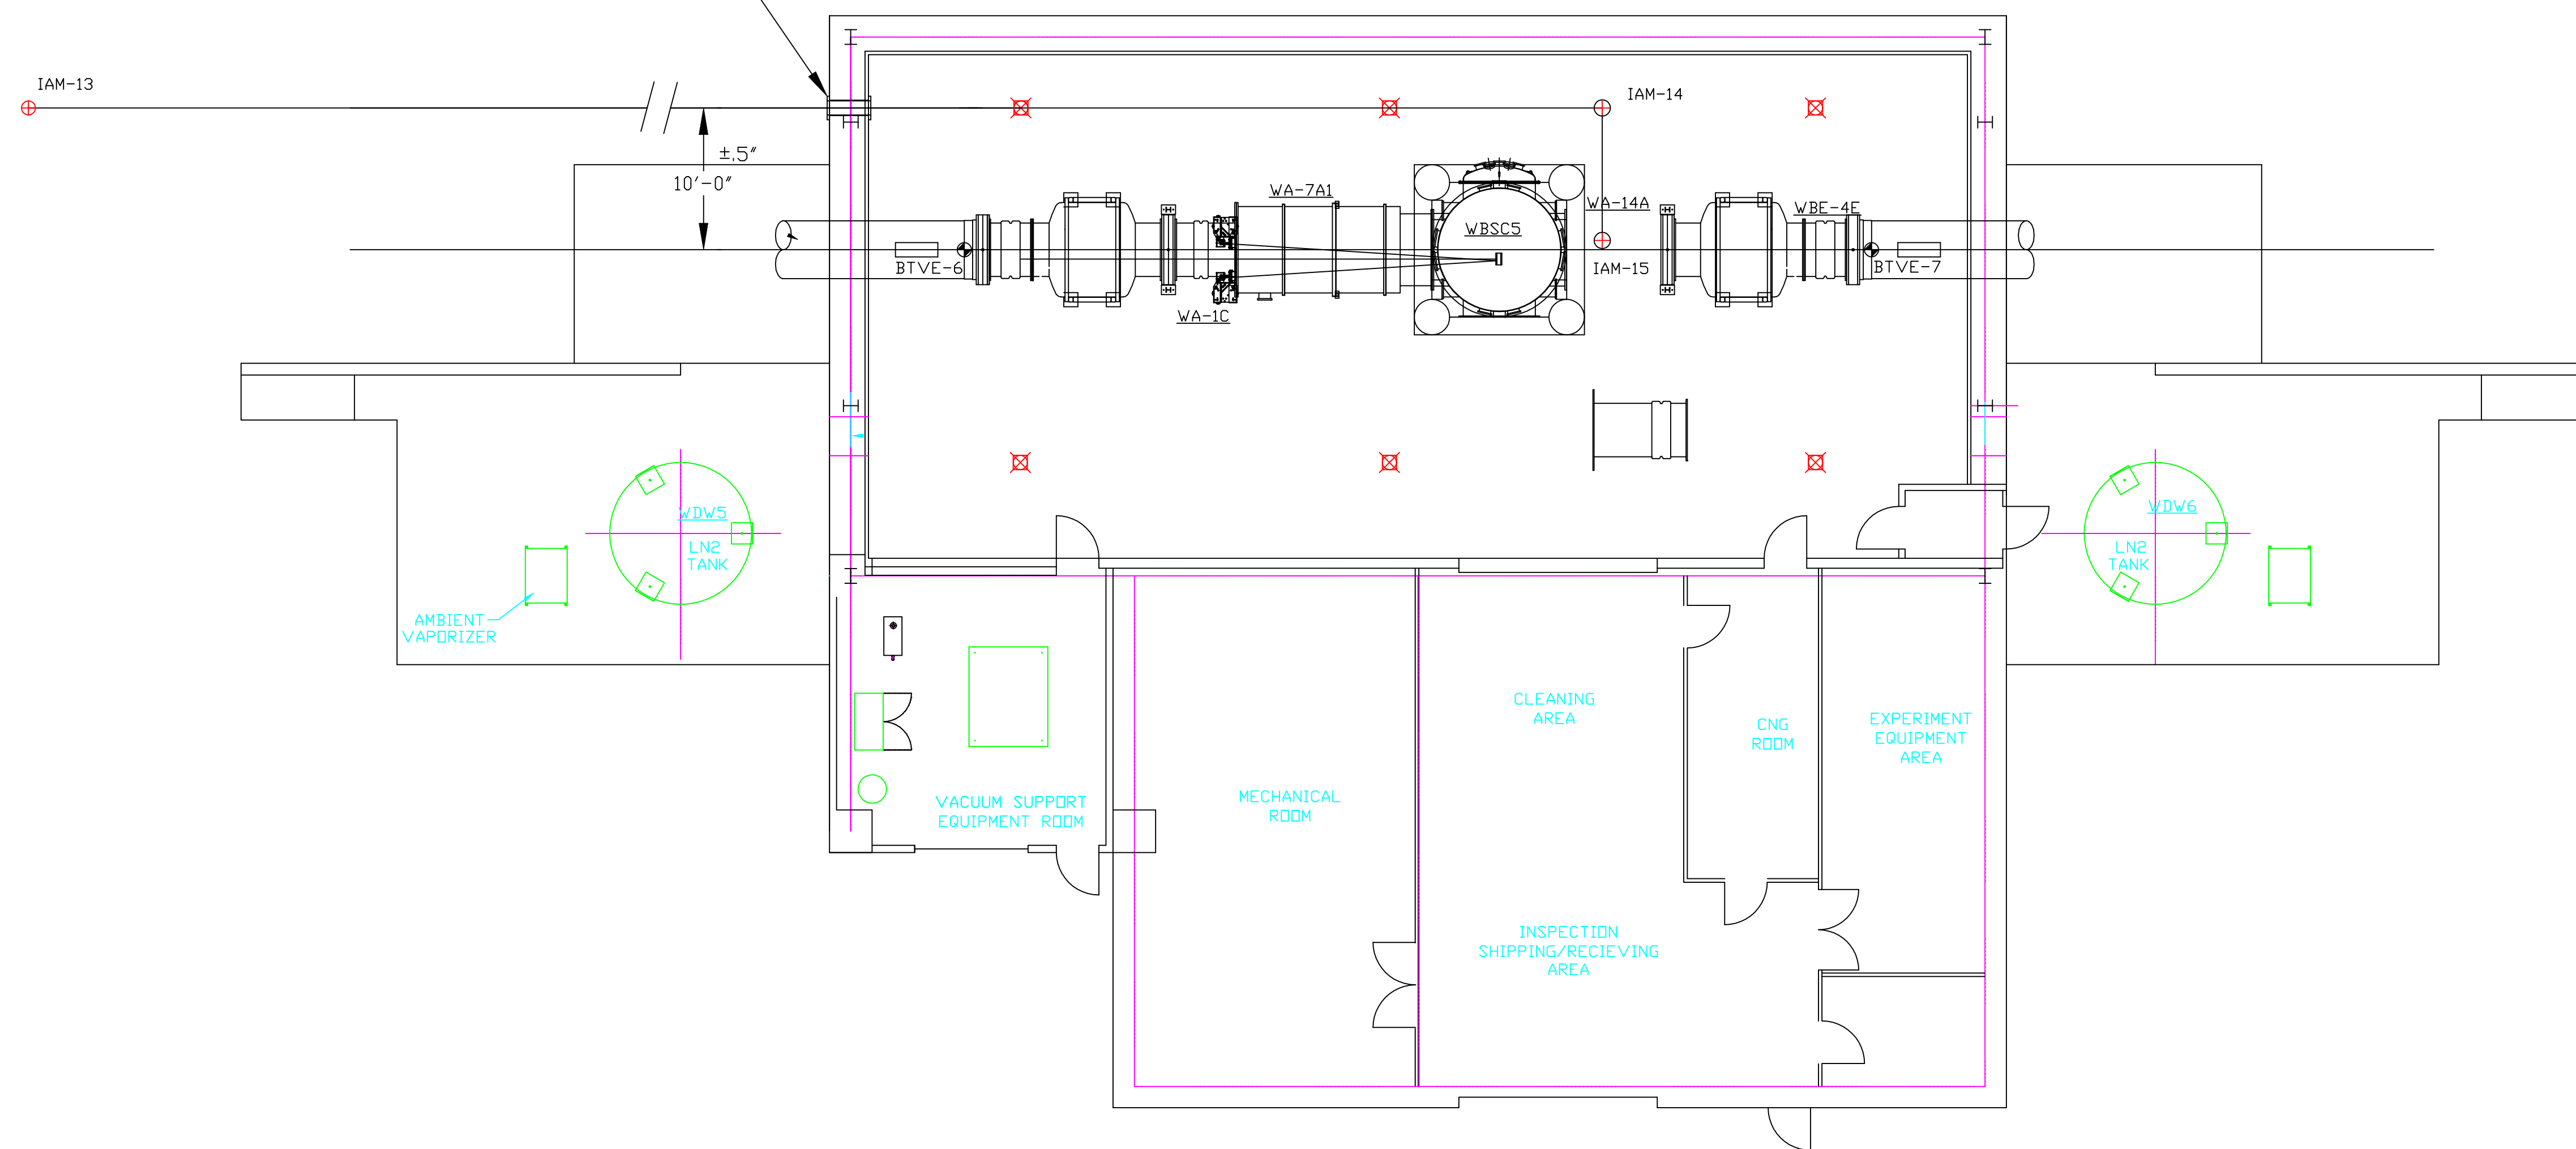 IAM-13
IAM-14
±.5"
10'-0"
WA-7A1
WA-14A
WBE-4E
WBSC5
BTVE-6
IAM-15
BTVE-7
WA-1C
WDW5
LN2
TANK
WDW6
LN2
TANK
AMBIENT
VAPORIZER
CLEANING
AREA
CNG
ROOM
EXPERIMENT
EQUIPMENT
AREA
VACUUM SUPPORT
EQUIPMENT ROOM
MECHANICAL
ROOM
INSPECTION
SHIPPING/RECIEVING
AREA